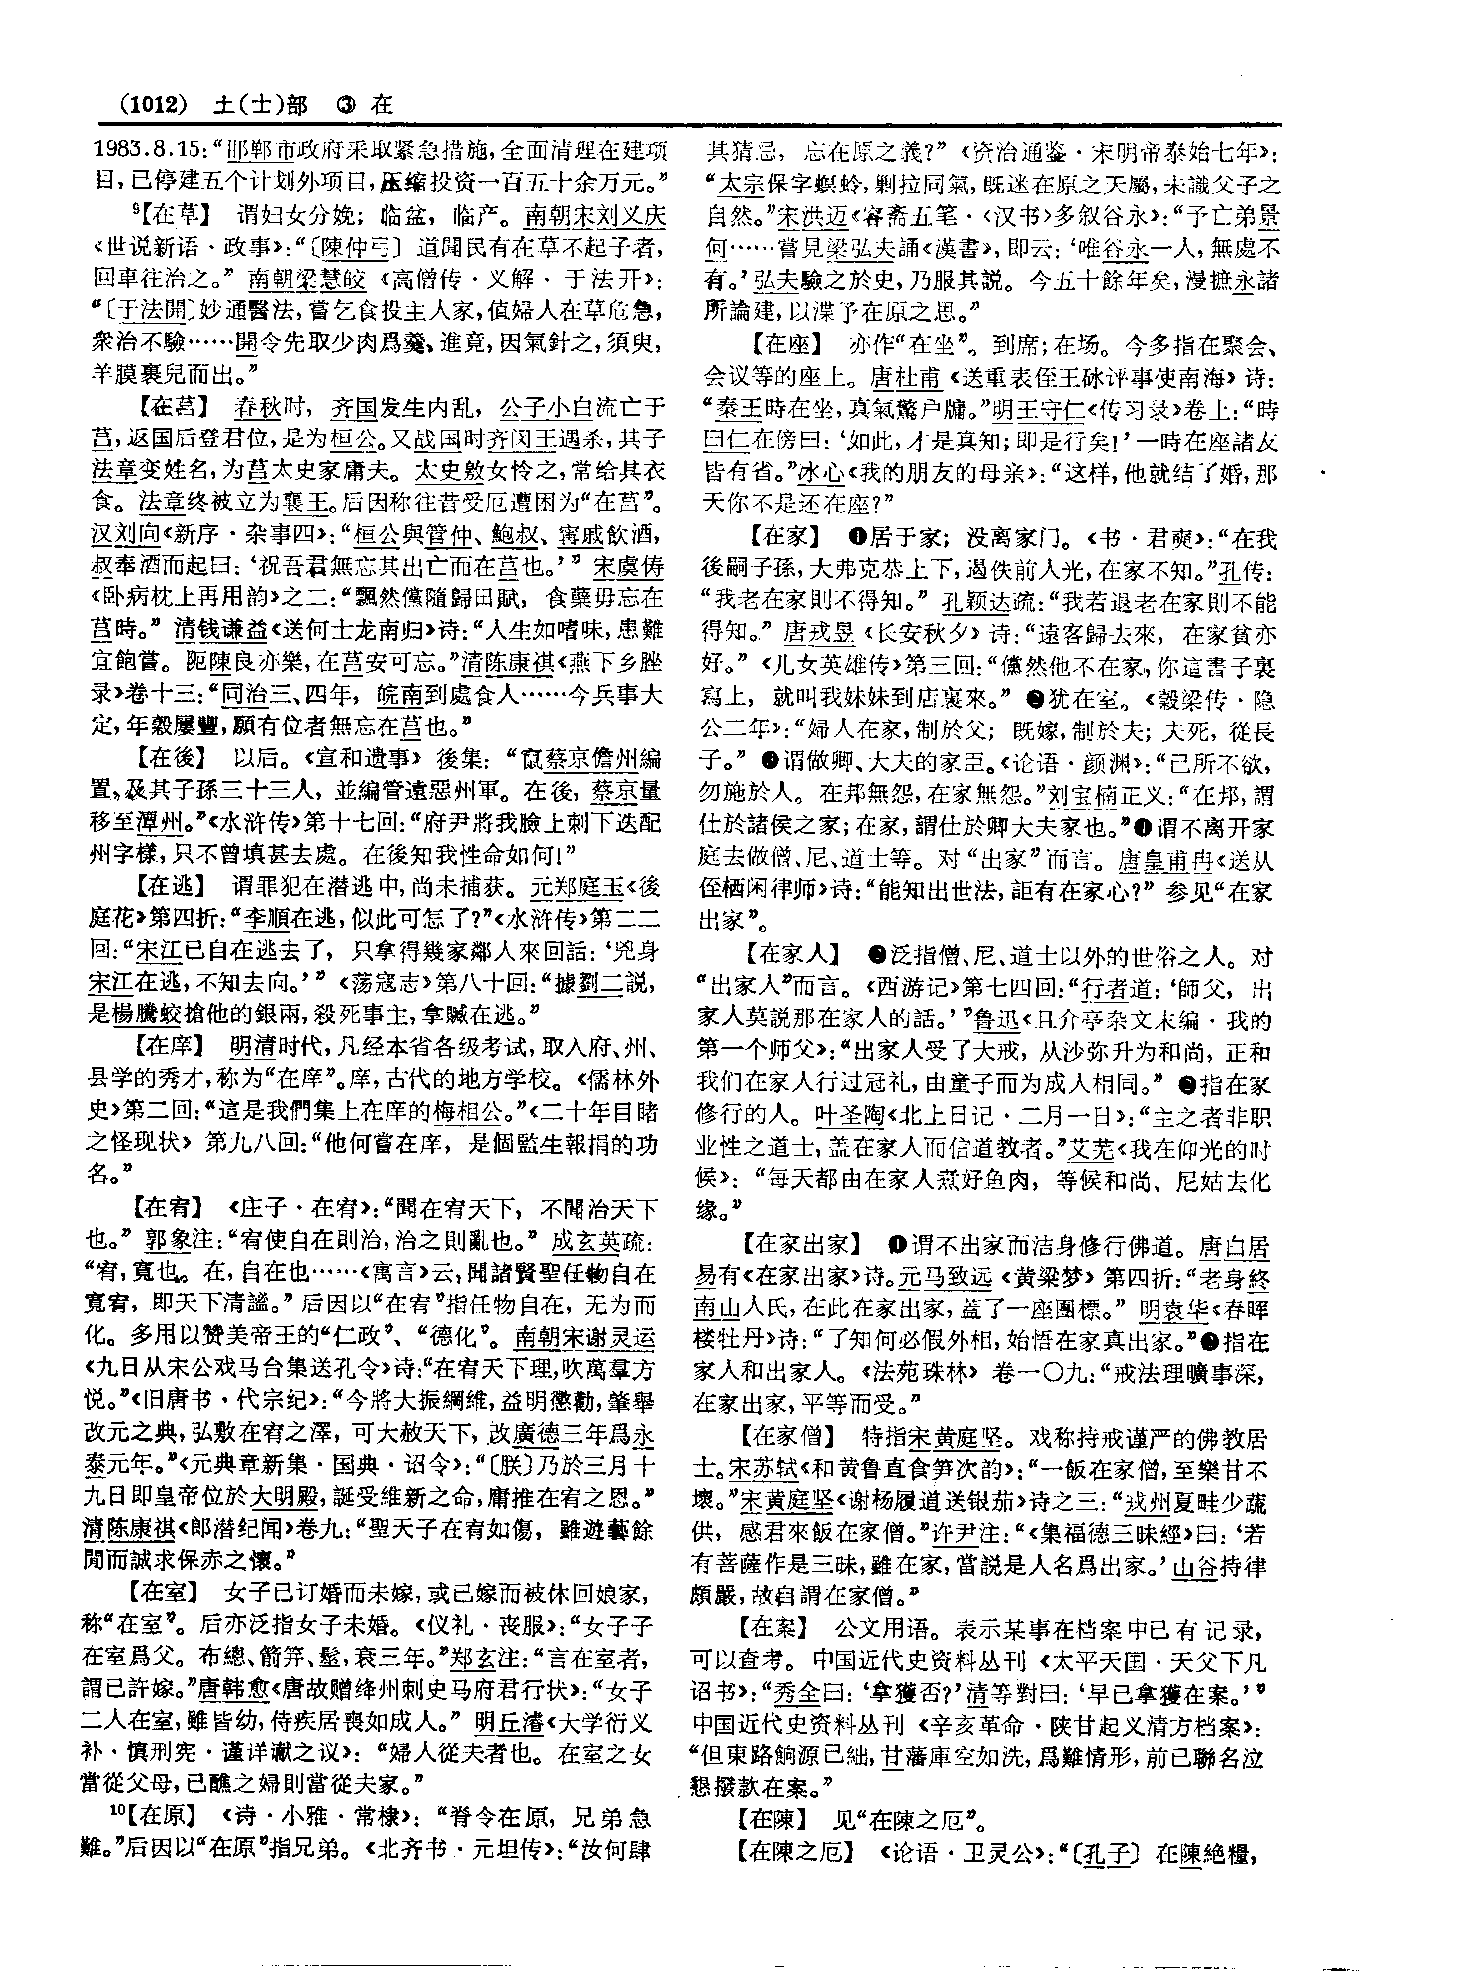 (1012) 土(士)部 ③ 在
1983.8.15:“邯郸市政府采取紧急措施,全面清理在建项
目,已停建五个计划外项目,压缩投资一百五十余万元。”
⁹【在草】 谓妇女分娩;临盆,临产。南朝宋刘义庆
《世说新语·政事》:“〔陳仲弓〕道聞民有在草不起子者,
回車往治之。”南朝梁慧皎《高僧传·义解·于法开》:
“〔于法開〕妙通醫法,嘗乞食投主人家,值婦人在草危急,
衆治不驗……開令先取少肉爲羹、進竟,因氣針之,須臾,
羊膜裹兒而出。”
【在莒】 春秋时,齐国发生内乱,公子小白流亡于
莒,返国后登君位,是为桓公。又战国时齐闵王遇杀,其子
法章变姓名,为莒太史家庸夫。太史敫女怜之,常给其衣
食。法章终被立为襄王。后因称往昔受厄遭困为“在莒”。
汉刘向《新序·杂事四》:“桓公與管仲、鮑叔、甯戚飲酒,
叔奉酒而起曰:‘祝吾君無忘其出亡而在莒也。’”宋虞俦
《卧病枕上再用韵》之二:“飄然儻隨歸田賦,食蘗毋忘在
莒時。”清钱谦益《送何士龙南归》诗:“人生如嗜味,患難
宜飽嘗。阨陳良亦樂,在莒安可忘。”清陈康祺《燕下乡脞
录》卷十三:“同治三、四年,皖南到處食人……今兵事大
定,年穀屢豐,願有位者無忘在莒也。”
【在後】 以后。《宣和遗事》後集:“竄蔡京儋州編
置,及其子孫三十三人,並編管遠惡州軍。在後,蔡京量
移至潭州。”《水浒传》第十七回:“府尹將我臉上刺下迭配
州字樣,只不曾填甚去處。在後知我性命如何!”
【在逃】 谓罪犯在潜逃中,尚未捕获。元郑庭玉《後
庭花》第四折:“李順在逃,似此可怎了?”《水浒传》第二二
回:“宋江已自在逃去了,只拿得幾家鄰人來回話:‘兇身
宋江在逃,不知去向。’”《荡寇志》第八十回:“據劉二説,
是楊騰蛟搶他的銀兩,殺死事主,拿贓在逃。”
【在庠】 明清时代,凡经本省各级考试,取入府、州、
县学的秀才,称为“在庠”。庠,古代的地方学校。《儒林外
史》第二回:“這是我們集上在庠的梅相公。”《二十年目睹
之怪现状》第九八回:“他何嘗在庠,是個監生報捐的功
名。”
【在宥】 《庄子·在宥》:“聞在宥天下,不聞治天下
也。”郭象注:“宥使自在則治,治之則亂也。”成玄英疏:
“宥,寬也。在,自在也……《寓言》云,聞諸賢聖任物自在
寬宥,即天下清謐。”后因以“在宥”指任物自在,无为而
化。多用以赞美帝王的“仁政”、“德化”。南朝宋谢灵运
《九日从宋公戏马台集送孔令》诗:“在宥天下理,吹萬羣方
悦。”《旧唐书·代宗纪》:“今將大振綱維,益明懲勸,肇舉
改元之典,弘敷在宥之澤,可大赦天下,改廣德三年爲永
泰元年。”《元典章新集·国典·诏令》:“〔朕〕乃於三月十
九日即皇帝位於大明殿,誕受維新之命,庸推在宥之恩。”
清陈康祺《郎潜纪闻》卷九:“聖天子在宥如傷,雖遊藝餘
閒而誠求保赤之懷。”
【在室】 女子已订婚而未嫁,或已嫁而被休回娘家,
称“在室”。后亦泛指女子未婚。《仪礼·丧服》:“女子子
在室爲父。布總、箭笄、髽,衰三年。”郑玄注:“言在室者,
謂已許嫁。”唐韩愈《唐故赠绛州刺史马府君行状》:“女子
二人在室,雖皆幼,侍疾居喪如成人。”明丘濬《大学衍义
补·慎刑宪·谨详谳之议》:“婦人從夫者也。在室之女
當從父母,已醮之婦則當從夫家。”
¹⁰【在原】 《诗·小雅·常棣》:“脊令在原,兄弟急
難。”后因以“在原”指兄弟。《北齐书·元坦传》:“汝何肆
其猜忌,忘在原之義?”《资治通鉴·宋明帝泰始七年》:
“太宗保字螟蛉,剿拉同氣,既迷在原之天屬,未識父子之
自然。”宋洪迈《容斋五笔·〈汉书〉多叙谷永》:“予亡弟景
何……嘗見梁弘夫誦《漢書》,即云:‘唯谷永一人,無處不
有。’弘夫驗之於史,乃服其説。今五十餘年矣,漫摭永諸
所論建,以渫予在原之思。”
【在座】 亦作“在坐”。到席;在场。今多指在聚会、
会议等的座上。唐杜甫《送重表侄王砅评事使南海》诗:
“秦王時在坐,真氣驚户牖。”明王守仁《传习录》卷上:“時
曰仁在傍曰:‘如此,才是真知;即是行矣!’一時在座諸友
皆有省。”冰心《我的朋友的母亲》:“这样,他就结了婚,那
天你不是还在座?”
【在家】 ❶居于家;没离家门。《书·君奭》:“在我
後嗣子孫,大弗克恭上下,遏佚前人光,在家不知。”孔传:
“我老在家則不得知。”孔颖达疏:“我若退老在家則不能
得知。”唐戎昱《长安秋夕》诗:“遠客歸去來,在家貧亦
好。”《儿女英雄传》第三回:“儻然他不在家,你這書子裏
寫上,就叫我妹妹到店裏來。”❷犹在室。《穀梁传·隐
公二年》:“婦人在家,制於父;既嫁,制於夫;夫死,從長
子。”❸谓做卿、大夫的家臣。《论语·颜渊》:“己所不欲,
勿施於人。在邦無怨,在家無怨。”刘宝楠正义:“在邦,謂
仕於諸侯之家;在家,謂仕於卿大夫家也。”❹谓不离开家
庭去做僧、尼、道士等。对“出家”而言。唐皇甫冉《送从
侄栖闲律师》诗:“能知出世法,詎有在家心?”参见“在家
出家”。
【在家人】 ❶泛指僧、尼、道士以外的世俗之人。对
“出家人”而言。《西游记》第七四回:“行者道:‘師父,出
家人莫説那在家人的話。’”鲁迅《且介亭杂文末编·我的
第一个师父》:“出家人受了大戒,从沙弥升为和尚,正和
我们在家人行过冠礼,由童子而为成人相同。”❷指在家
修行的人。叶圣陶《北上日记·二月一日》:“主之者非职
业性之道士,盖在家人而信道教者。”艾芜《我在仰光的时
候》:“每天都由在家人煮好鱼肉,等候和尚、尼姑去化
缘。”
【在家出家】 ❶谓不出家而洁身修行佛道。唐白居
易有《在家出家》诗。元马致远《黄粱梦》第四折:“老身終
南山人氏,在此在家出家,蓋了一座團標。”明袁华《春晖
楼牡丹》诗:“了知何必假外相,始悟在家真出家。”❷指在
家人和出家人。《法苑珠林》卷一〇九:“戒法理曠事深,
在家出家,平等而受。”
【在家僧】 特指宋黄庭坚。戏称持戒谨严的佛教居
士。宋苏轼《和黄鲁直食笋次韵》:“一飯在家僧,至樂甘不
壞。”宋黄庭坚《谢杨履道送银茄》诗之三:“戎州夏畦少蔬
供,感君來飯在家僧。”许尹注:“《集福德三昧經》曰:‘若
有菩薩作是三昧,雖在家,當説是人名爲出家。’山谷持律
頗嚴,故自謂在家僧。”
【在案】 公文用语。表示某事在档案中已有记录,
可以查考。中国近代史资料丛刊《太平天囯·天父下凡
诏书》:“秀全曰:‘拿獲否?’清等對曰:‘早已拿獲在案。’”
中国近代史资料丛刊《辛亥革命·陕甘起义清方档案》:
“但東路餉源已絀,甘藩庫空如洗,爲難情形,前已聯名泣
懇撥款在案。”
【在陳】 见“在陳之厄”。
【在陳之厄】 《论语·卫灵公》:“〔孔子〕在陳絶糧,